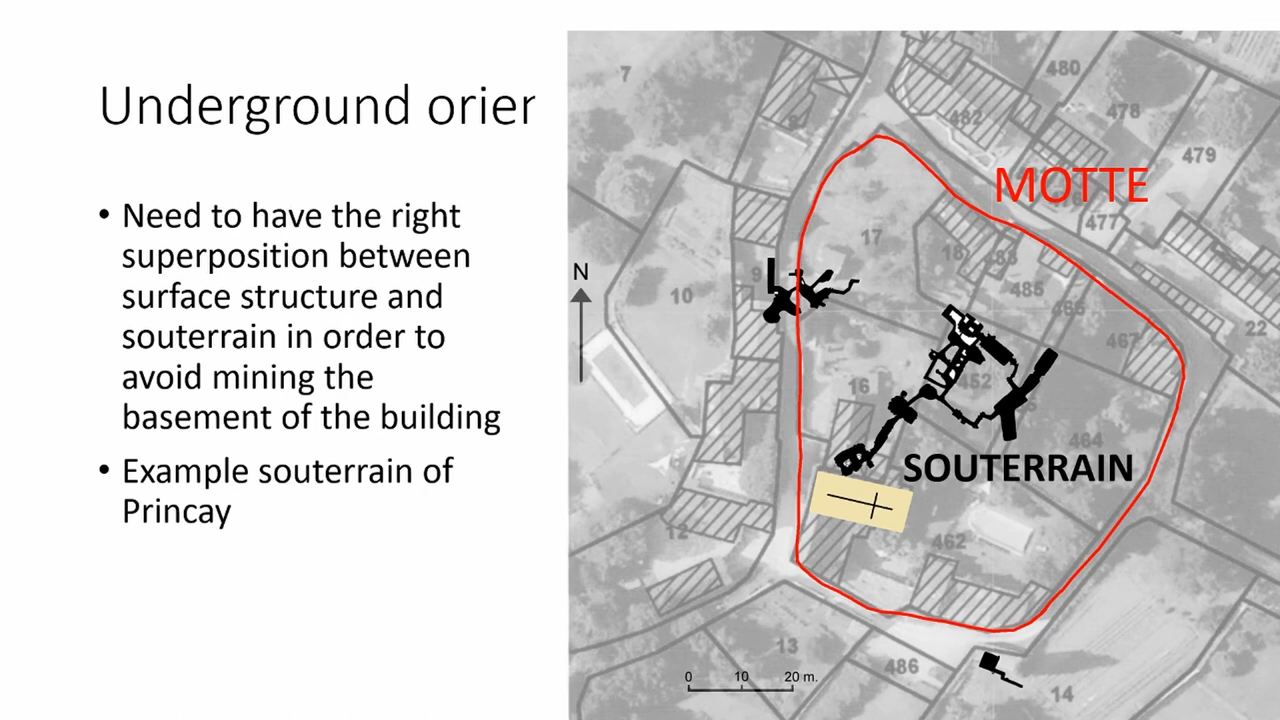 Underground orier
• Need to have the right
superposition between
surface structure and
souterrain in order to
avoid mining the
basement of the building
• Example souterrain of
Princay
7
480
482
478
479
MOTTE
477
17
18
483
N
9
10
485
465
22
467
16
452
464
SOUTERRAIN
12
462
13
486
14
0 10 20 m.